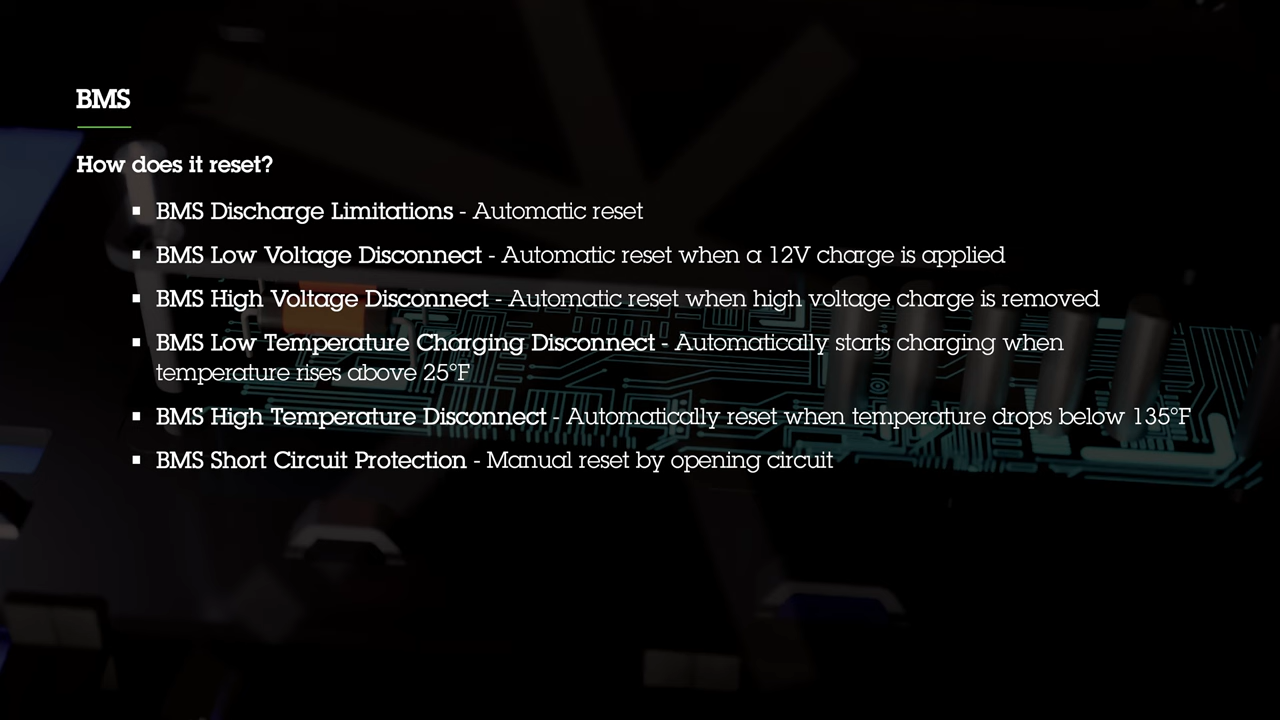 BMS
How does it reset?
▪ BMS Discharge Limitations - Automatic reset
▪ BMS Low Voltage Disconnect - Automatic reset when a 12V charge is applied
▪ BMS High Voltage Disconnect - Automatic reset when high voltage charge is removed
▪ BMS Low Temperature Charging Disconnect - Automatically starts charging when
temperature rises above 25°F
▪ BMS High Temperature Disconnect - Automatically reset when temperature drops below 135°F
▪ BMS Short Circuit Protection - Manual reset by opening circuit